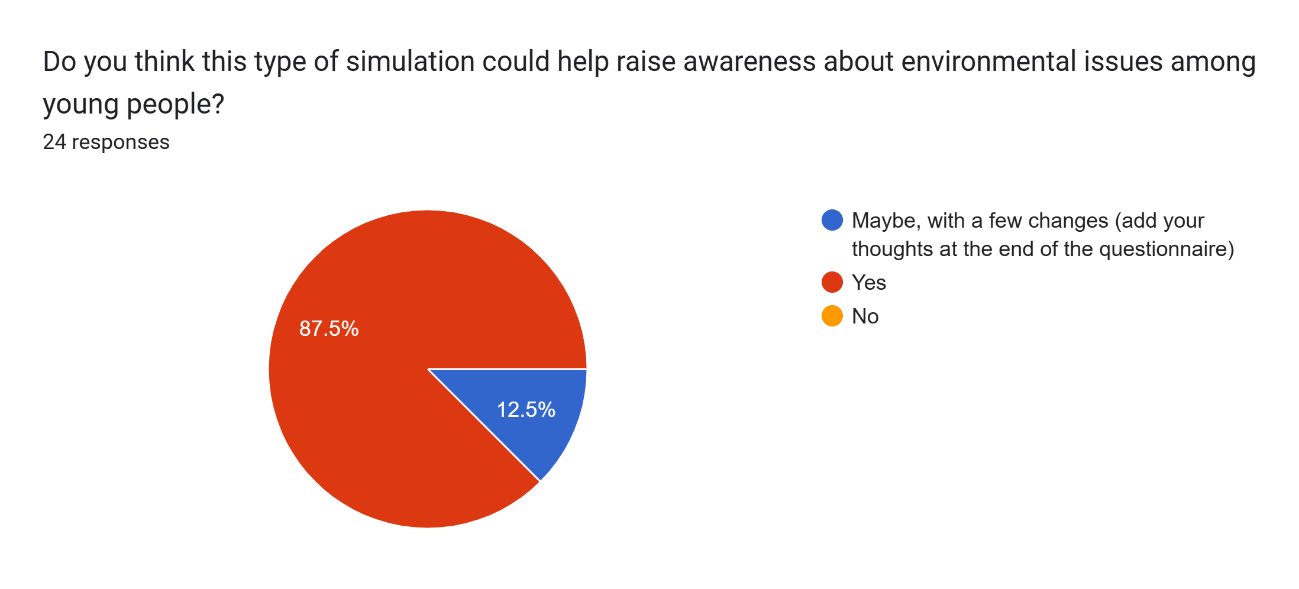 Do you think this type of simulation could help raise awareness about environmental issues among
young people?
24 responses
87.5%
12.5%
Maybe, with a few changes (add your
thoughts at the end of the questionnaire)
Yes
No